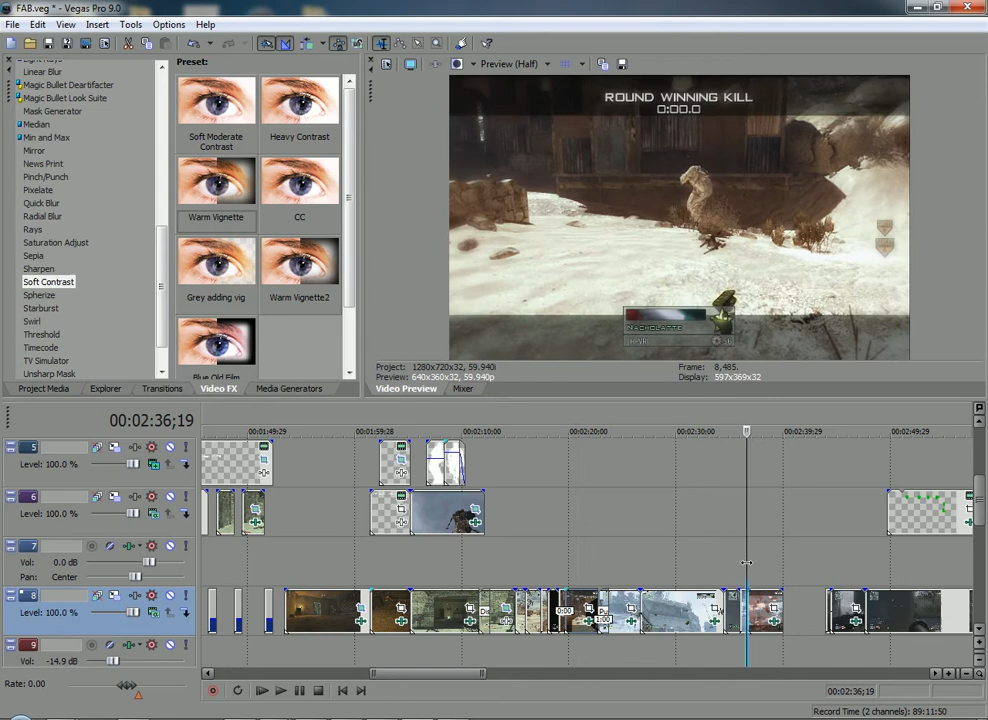 FAB.veg * - Vegas Pro 9.0
File Edit View Insert Tools Options Help
Linear Blur
Magic Bullet Deartifacter
Magic Bullet Look Suite
Mask Generator
Median
Min and Max
Mirror
News Print
Pinch/Punch
Pixelate
Quick Blur
Radial Blur
Rays
Saturation Adjust
Sepia
Sharpen
Soft Contrast
Spherize
Starburst
Swirl
Threshold
Timecode
TV Simulator
Unsharp Mask
Preset:
Soft Moderate Contrast
Heavy Contrast
Warm Vignette
CC
Grey adding vig
Warm Vignette2
Blue Old Film
Preview (Half)
ROUND WINNING KILL
0:00.0
NACHOLATTE
Project: 1280x720x32, 59.940i
Preview: 640x360x32, 59.940p
Frame: 8,485.
Display: 597x369x32
Project Media Explorer Transitions Video FX Media Generators
Video Preview Mixer
00:02:36;19
00:01:49:29 00:01:59:28 00:02:10:00 00:02:20:00 00:02:30:00 00:02:39:29 00:02:49:29
5
Level: 100.0 %
6
Level: 100.0 %
7
Vol: 0.0 dB
Pan: Center
8
Level: 100.0 %
0:00
1:00
9
Vol: -14.9 dB
Rate: 0.00
00:02:36;19
Record Time (2 channels): 89:11:50